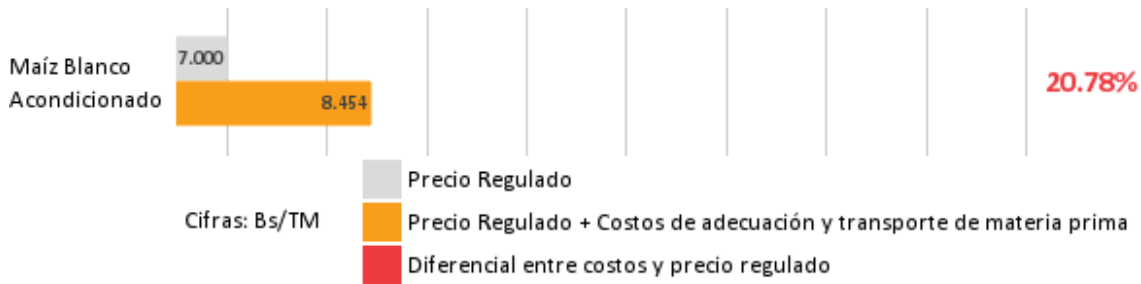 7.000
Maíz Blanco
Acondicionado
8.454
20.78%
Precio Regulado
Cifras: Bs/TM
Precio Regulado + Costos de adecuación y transporte de materia prima
Diferencial entre costos y precio regulado